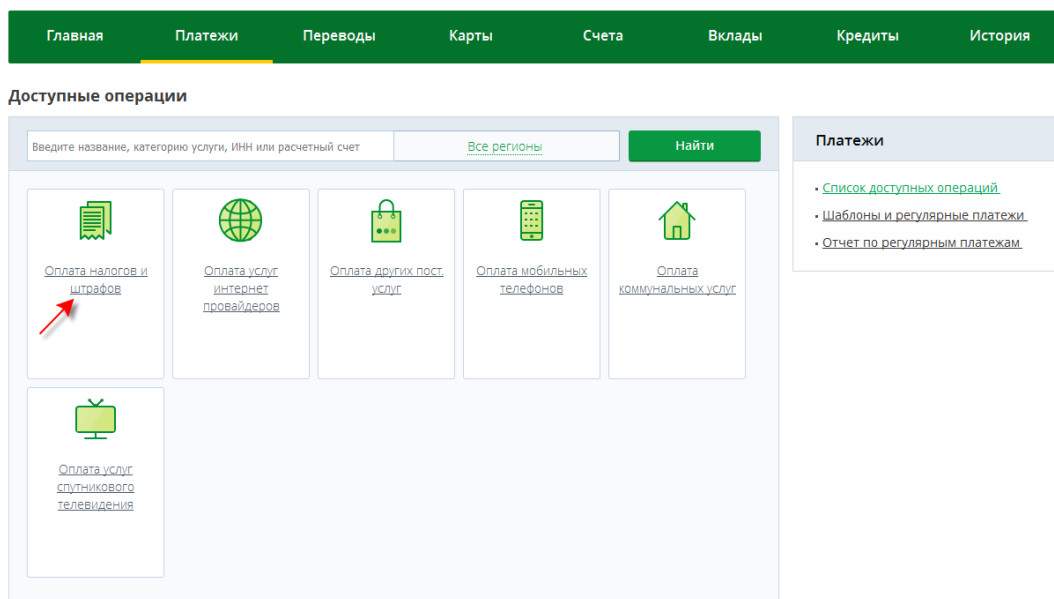 Главная Платежи Переводы Карты Счета Вклады Кредиты История
Доступные операции
Введите название, категорию услуги, ИНН или расчетный счет Все регионы Найти
Оплата налогов и
штрафов
Оплата услуг
интернет
провайдеров
Оплата других пост.
услуг
Оплата мобильных
телефонов
Оплата
коммунальных услуг
Оплата услуг
спутникового
телевидения
Платежи
Список доступных операций
Шаблоны и регулярные платежи
Отчет по регулярным платежам